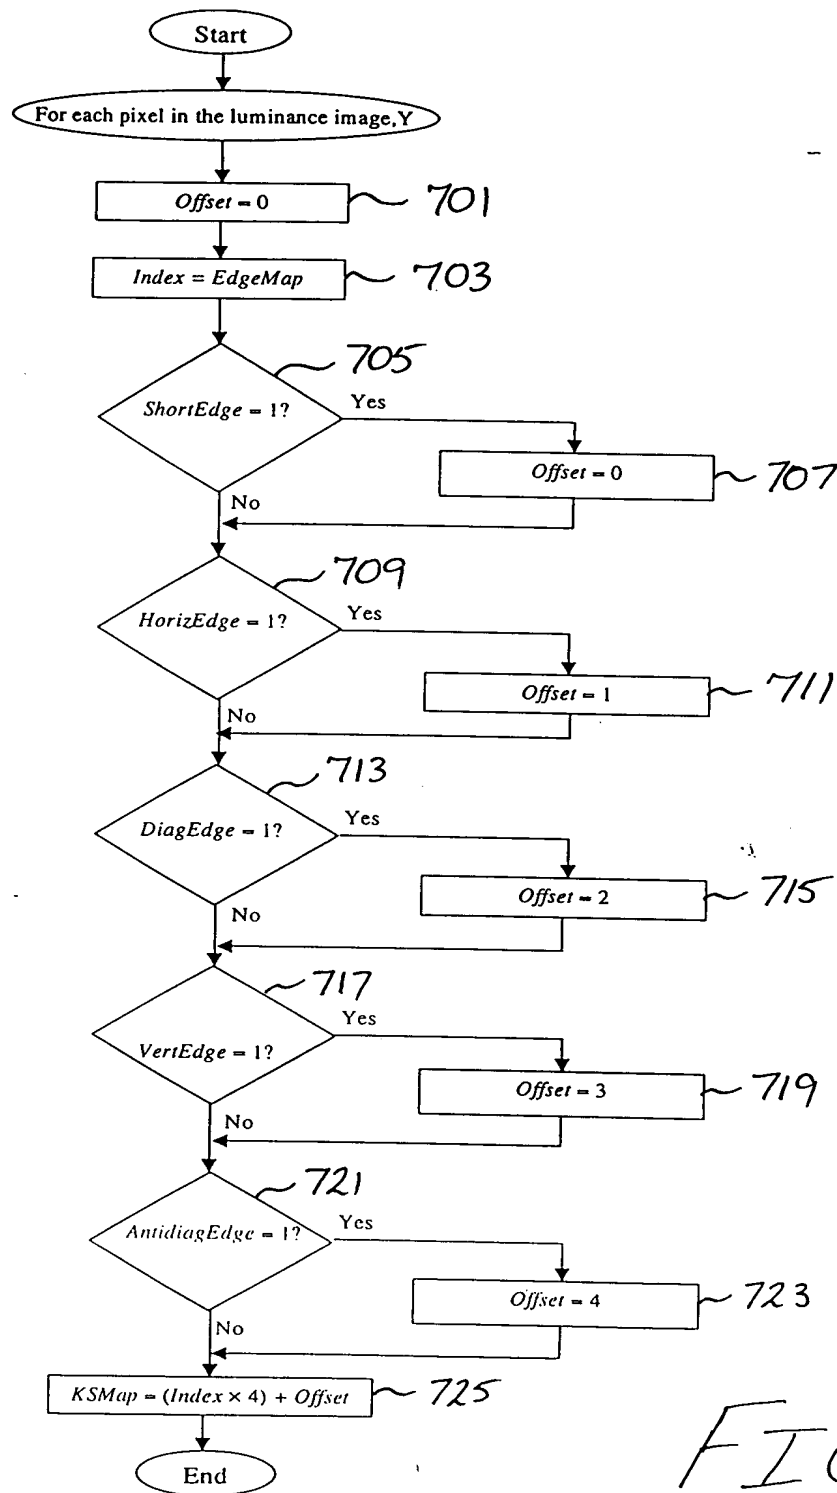 Start
For each pixel in the luminance image,Y
Offset = 0 701
Index = EdgeMap 703
705
ShortEdge = 1? Yes
Offset = 0 707
No
709
HorizEdge = 1? Yes
Offset = 1 711
No
713
DiagEdge = 1? Yes
Offset = 2 715
No
717
VertEdge = 1? Yes
Offset = 3 719
No
721
AntidiagEdge = 1? Yes
Offset = 4 723
No
KSMap = (Index × 4) + Offset 725
End